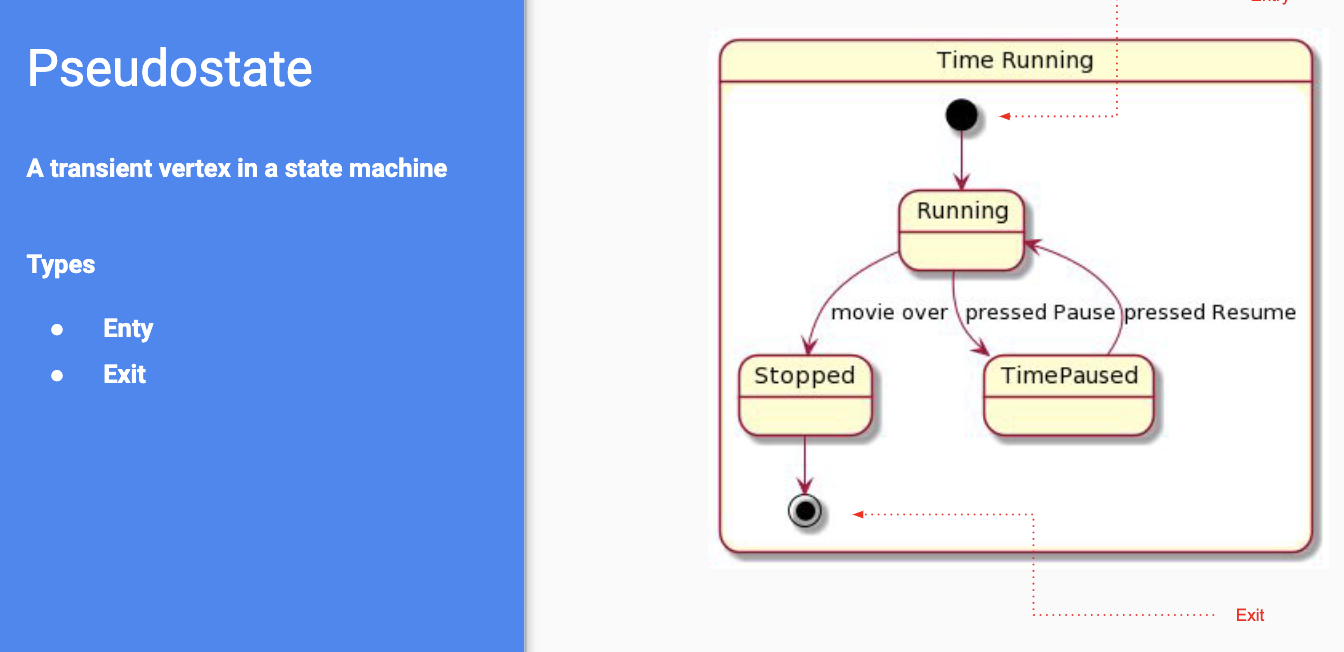 Pseudostate
A transient vertex in a state machine
Types
● Enty
● Exit
Time Running
Running
movie over
pressed Pause
pressed Resume
Stopped
TimePaused
Exit